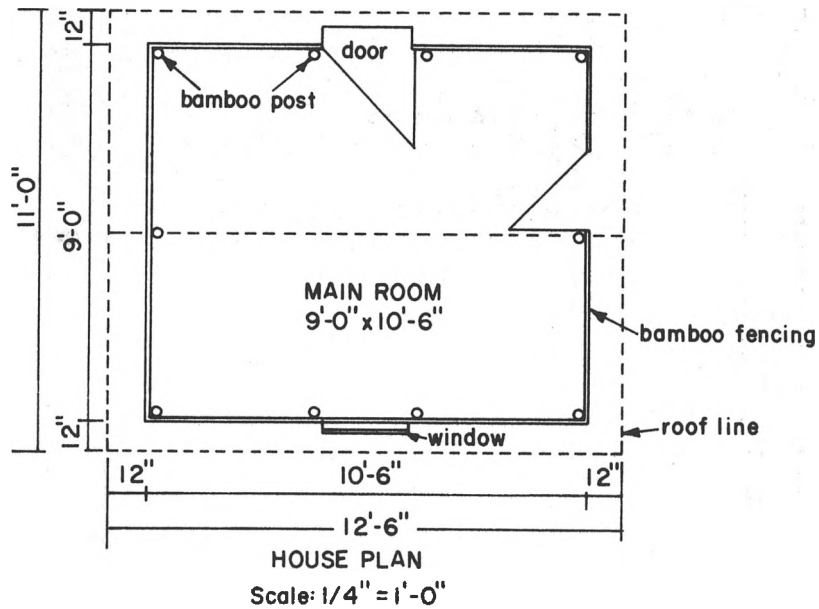 12"
door
bamboo post
11'-0"
9'-0"
MAIN ROOM
9'-0" x 10'-6"
bamboo fencing
12"
window
roof line
12"
10'-6"
12"
12'-6"
HOUSE PLAN
Scale: 1/4" = 1'-0"